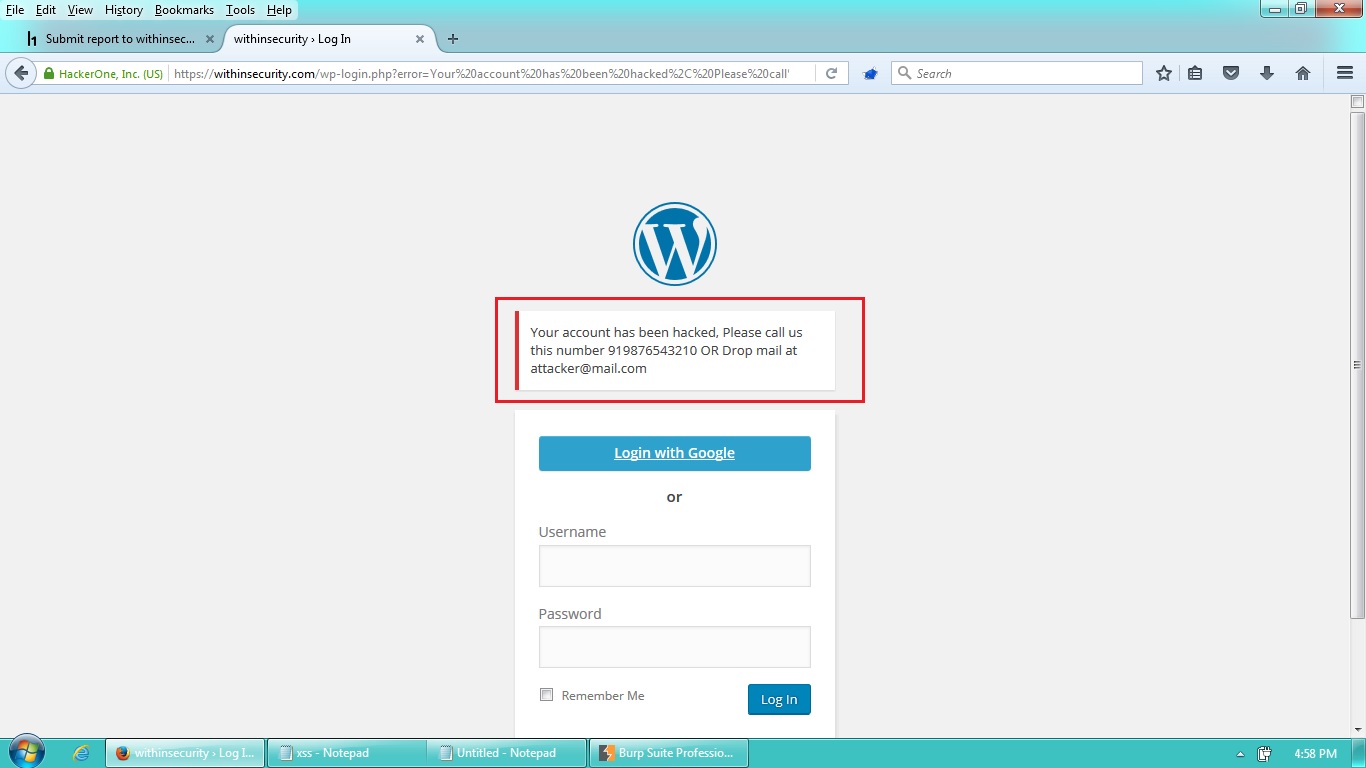 File Edit View History Bookmarks Tools Help
Submit report to withinsec...
withinsecurity › Log In
HackerOne, Inc. (US)
https://withinsecurity.com/wp-login.php?error=Your%20account%20has%20been%20hacked%2C%20Please%20call'
Search
Your account has been hacked, Please call us
this number 919876543210 OR Drop mail at
attacker@mail.com
Login with Google
or
Username
Password
Remember Me
Log In
withinsecurity › Log I...
xss - Notepad
Untitled - Notepad
Burp Suite Professio...
4:58 PM